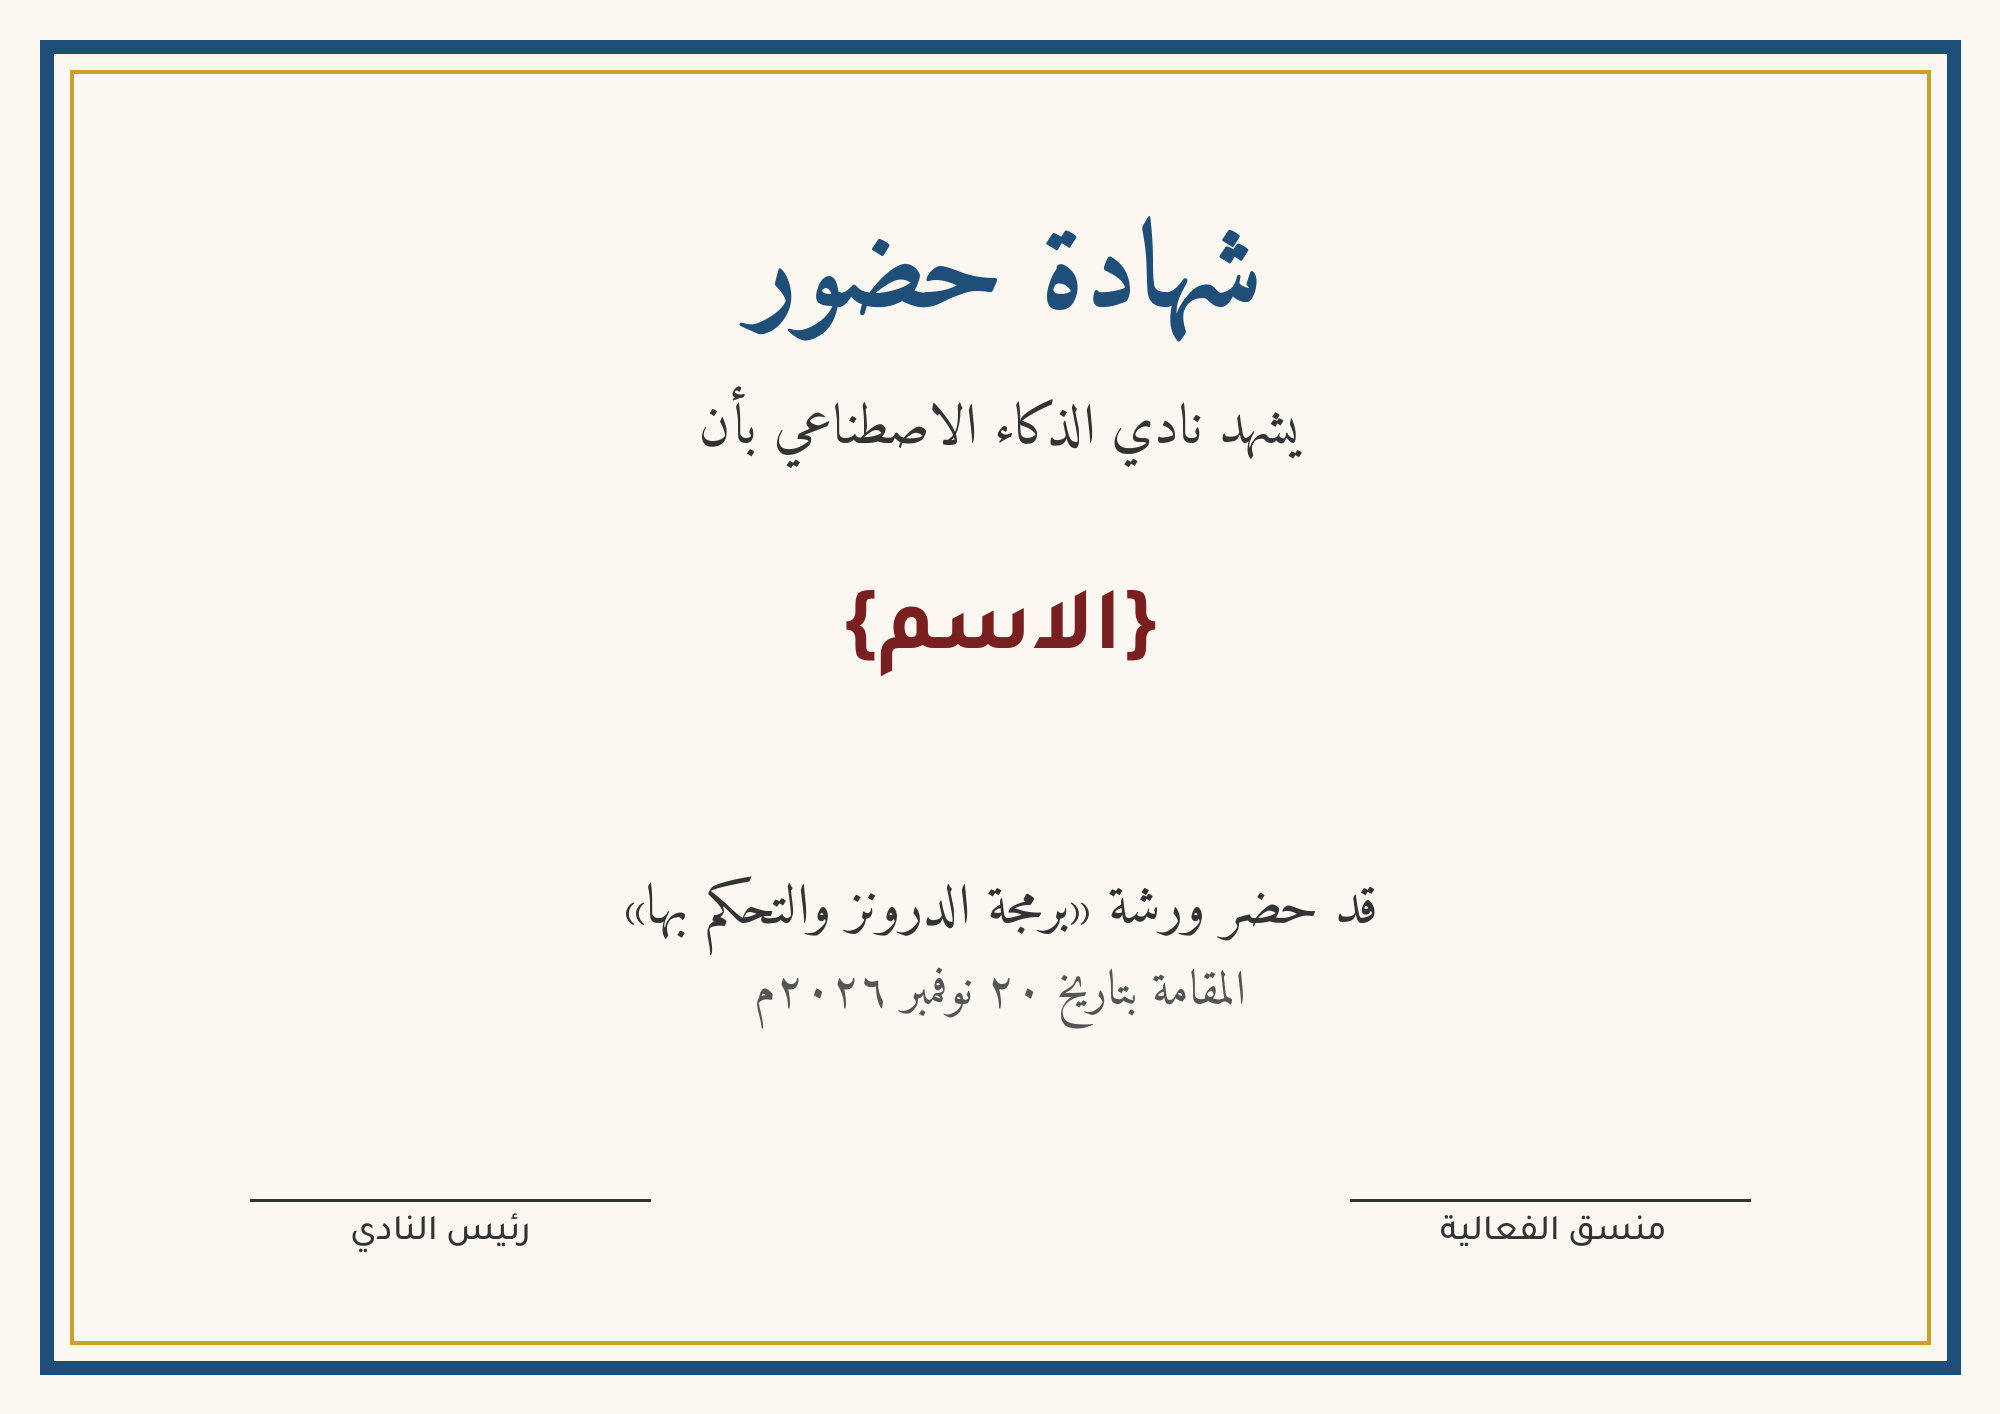 شهادة حضور
يشهد نادي الذكاء الاصطناعي بأن
{الاسم}
قد حضر ورشة «برمجة الدرونز والتحكم بها»
المقامة بتاريخ ٢٠ نوفمبر ٢٠٢٦م
منسق الفعالية
رئيس النادي